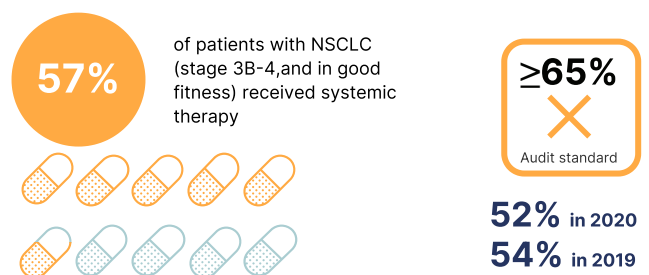 57%
of patients with NSCLC
(stage 3B-4,and in good
fitness) received systemic
therapy
≥65%
Audit standard
52% in 2020
54% in 2019